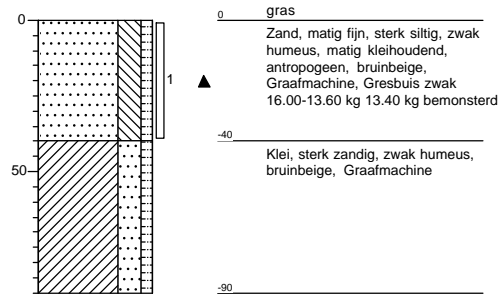 0
0
gras
Zand, matig fijn, sterk siltig, zwak
humeus, matig kleihoudend,
antropogeen, bruinbeige,
Graafmachine, Gresbuis zwak
16.00-13.60 kg 13.40 kg bemonsterd
1
-40
Klei, sterk zandig, zwak humeus,
bruinbeige, Graafmachine
50
-90